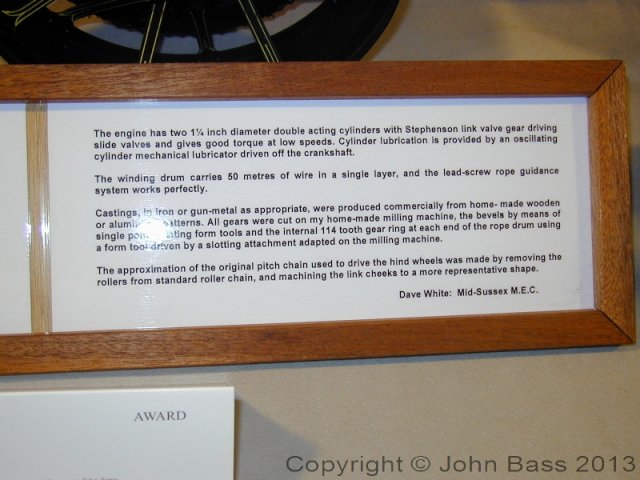 The engine has two 1¼ inch diameter double acting cylinders with Stephenson link valve gear driving
slide valves and gives good torque at low speeds. Cylinder lubrication is provided by an oscillating
cylinder mechanical lubricator driven off the crankshaft.
The winding drum carries 50 metres of wire in a single layer, and the lead-screw rope guidance
system works perfectly.
Castings, in iron or gun-metal as appropriate, were produced commercially from home- made wooden
or aluminium patterns. All gears were cut on my home-made milling machine, the bevels by means of
single point cutting form tools and the internal 114 tooth gear ring at each end of the rope drum using
a form tool driven by a slotting attachment adapted on the milling machine.
The approximation of the original pitch chain used to drive the hind wheels was made by removing the
rollers from standard roller chain, and machining the link cheeks to a more representative shape.
Dave White: Mid-Sussex M.E.C.
AWARD
Copyright © John Bass 2013